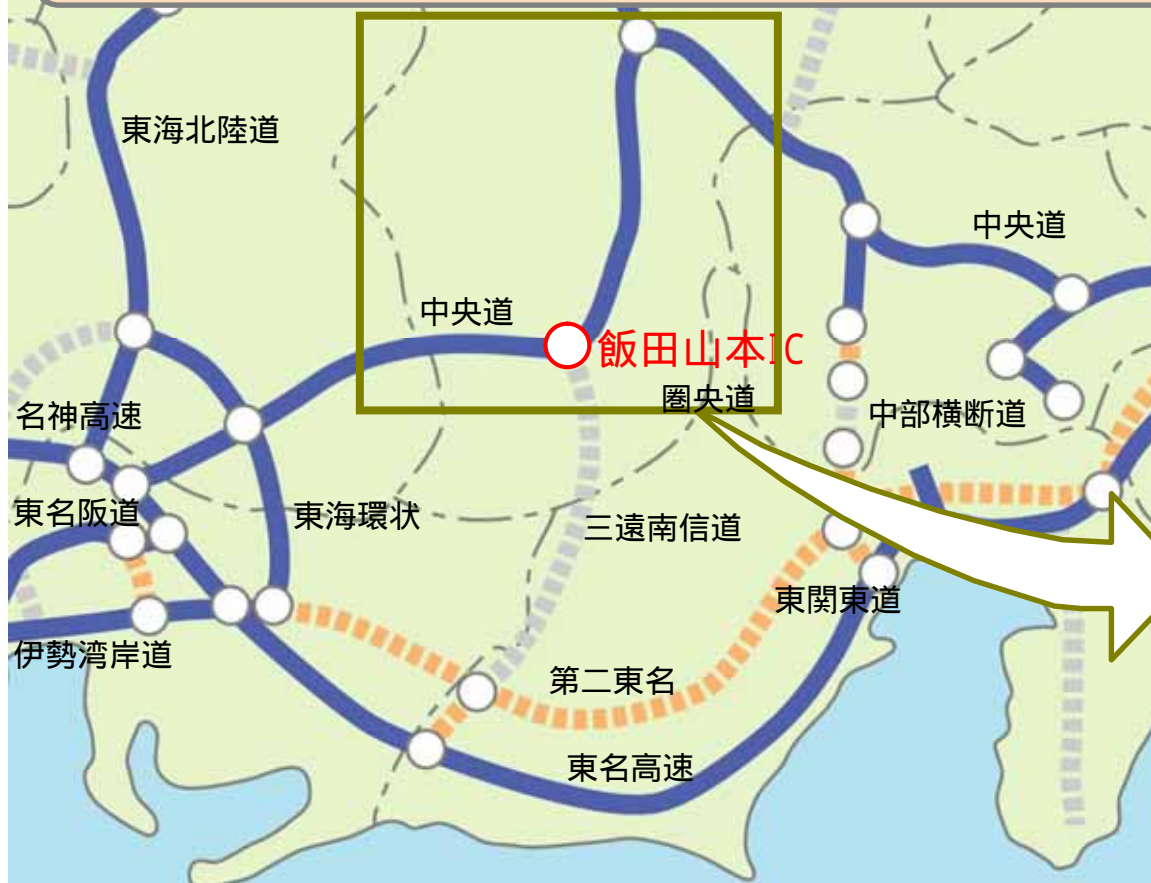 東海北陸道
中央道
中央道
飯田山本IC
圏央道
名神高速
中部横断道
東名阪道
東海環状
三遠南信道
東関東道
伊勢湾岸道
第二東名
東名高速